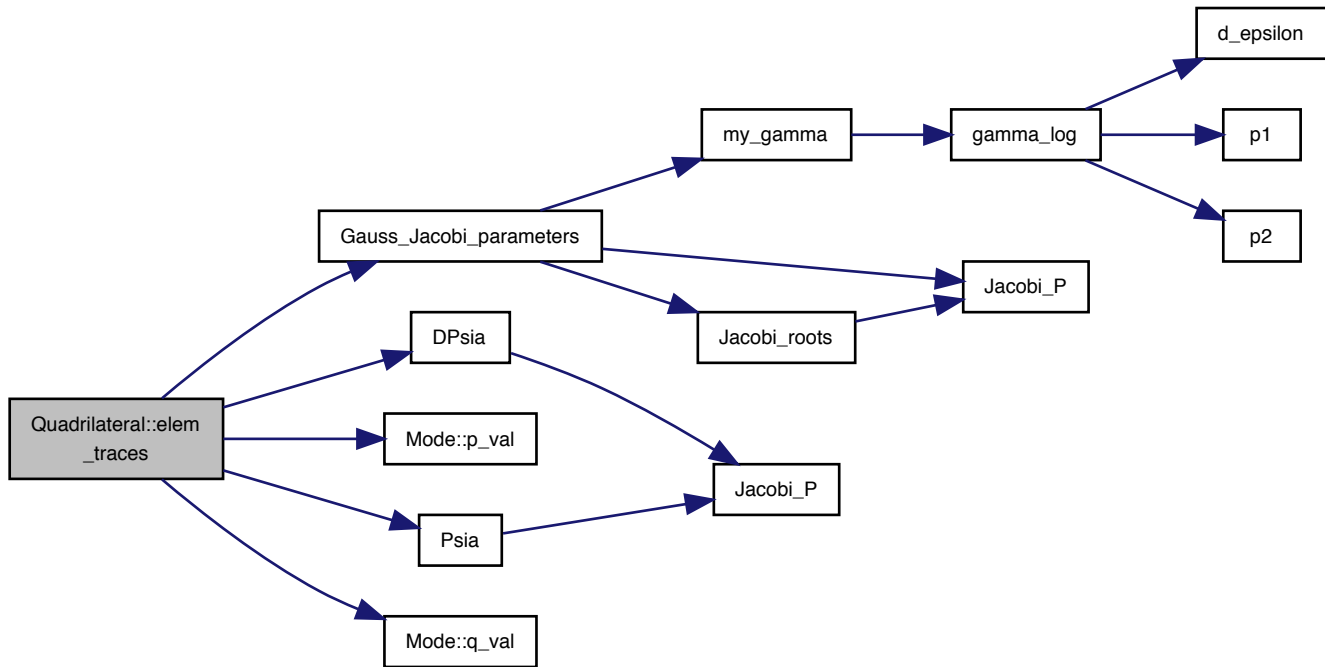 d_epsilon
my_gamma
gamma_log
p1
Gauss_Jacobi_parameters
p2
Jacobi_P
DPsia
Jacobi_roots
Quadrilateral::elem
_traces
Mode::p_val
Jacobi_P
Psia
Mode::q_val